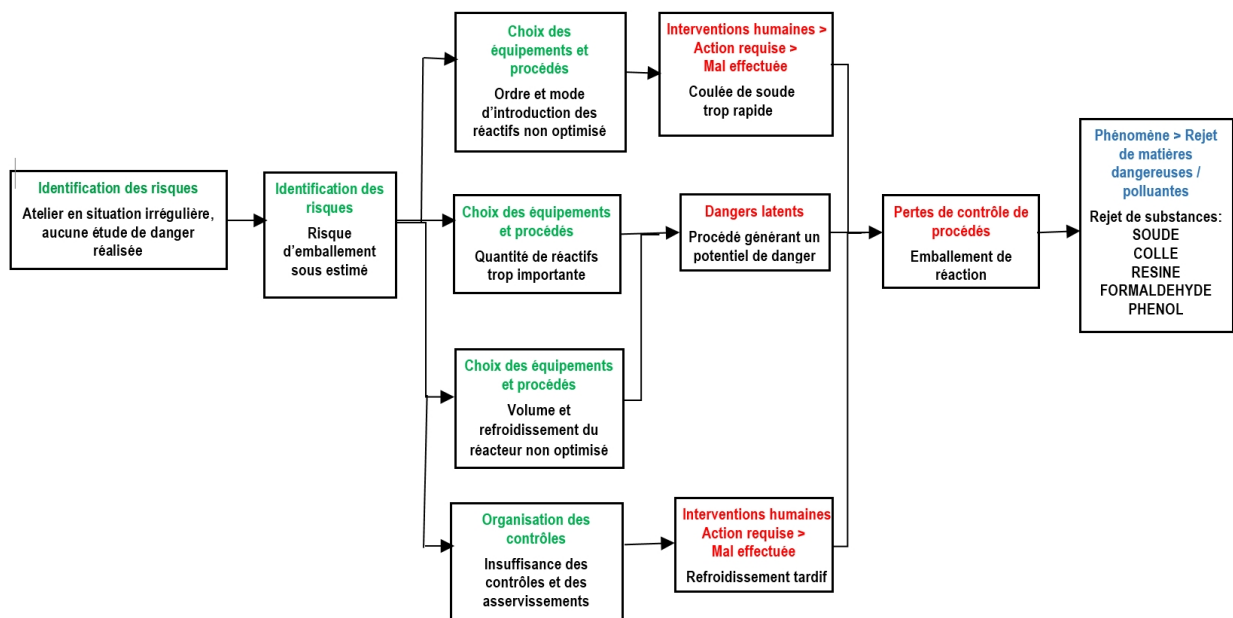 Identification des risques
Atelier en situation irrégulière,
aucune étude de danger
réalisée
Identification des
risques
Risque
d'emballement
sous estimé
Choix des
équipements et
procédés
Ordre et mode
d'introduction des
réactifs non optimisé
Interventions humaines >
Action requise >
Mal effectuée
Coulée de soude
trop rapide
Choix des équipements
et procédés
Quantité de réactifs
trop importante
Dangers latents
Procédé générant un
potentiel de danger
Choix des équipements
et procédés
Volume et
refroidissement du
réacteur non optimisé
Organisation des
contrôles
Insuffisance des
contrôles et des
asservissements
Interventions humaines
Action requise >
Mal effectuée
Refroidissement tardif
Pertes de contrôle de
procédés
Emballement de
réaction
Phénomène > Rejet
de matières
dangereuses /
polluantes
Rejet de substances:
SOUDE
COLLE
RESINE
FORMALDEHYDE
PHENOL